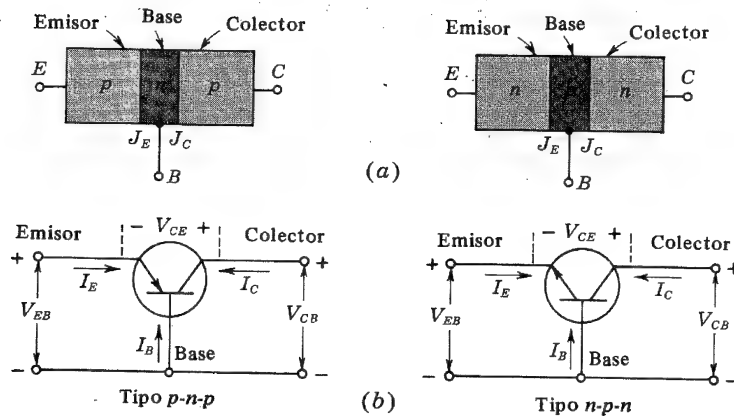 Emisor Base Colector
E p n p C
J_E J_C
B
Base
Emisor Colector
E n p n C
J_E J_C
B
(a)
Emisor - V_CE + Colector
+ I_E I_C +
V_EB V_CB
I_B Base
- -
Tipo p-n-p
(b)
- V_CE +
Emisor Colector
+ I_E I_C +
V_EB V_CB
I_B Base
- -
Tipo n-p-n